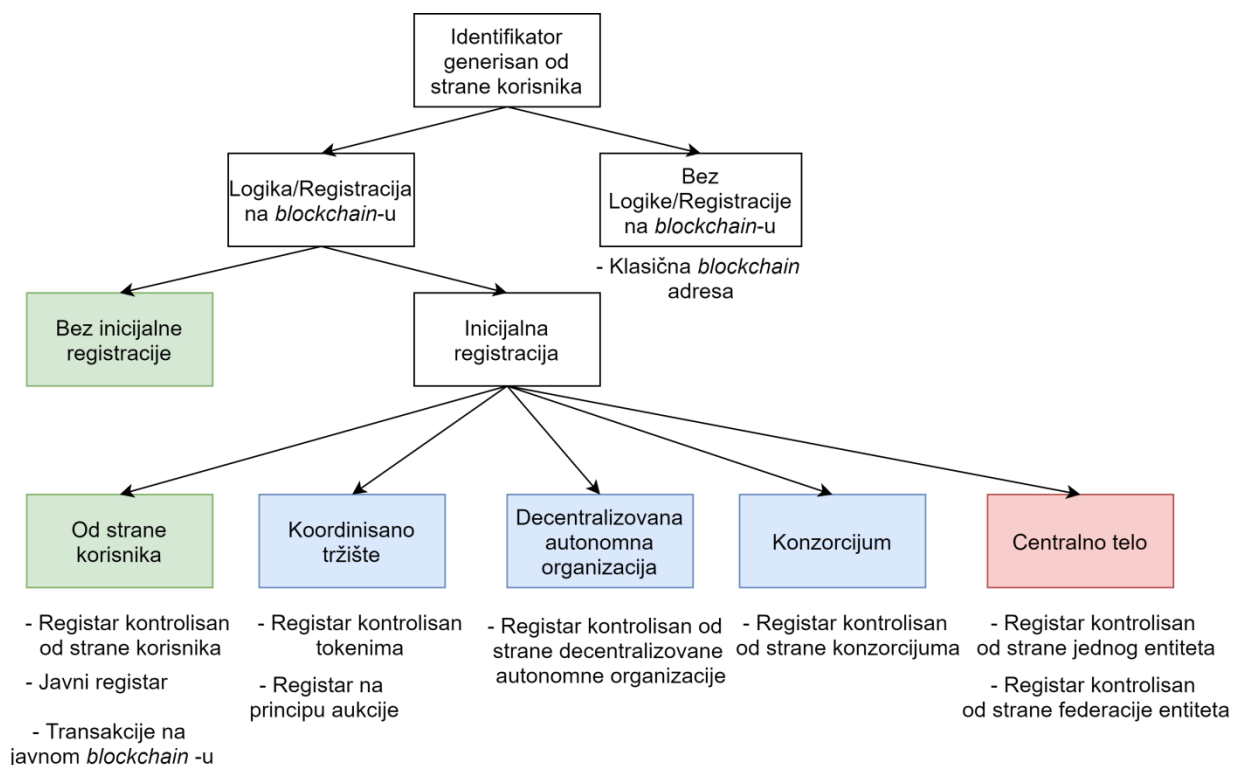 Identifikator
generisan od
strane korisnika
Logika/Registracija
na blockchain-u
Bez
Logike/Registracije
na blockchain-u
- Klasična blockchain
adresa
Bez inicijalne
registracije
Inicijalna
registracija
Od strane
korisnika
- Registar kontrolisan
od strane korisnika
- Javni registar
- Transakcije na
javnom blockchain -u
Koordinisano
tržište
- Registar kontrolisan
tokenima
- Registar na
principu aukcije
Decentralizovana
autonomna
organizacija
- Registar kontrolisan od
strane decentralizovane
autonomne organizacije
Konzorcijum
- Registar kontrolisan
od strane konzorcijuma
Centralno telo
- Registar kontrolisan
od strane jednog entiteta
- Registar kontrolisan
od strane federacije entiteta